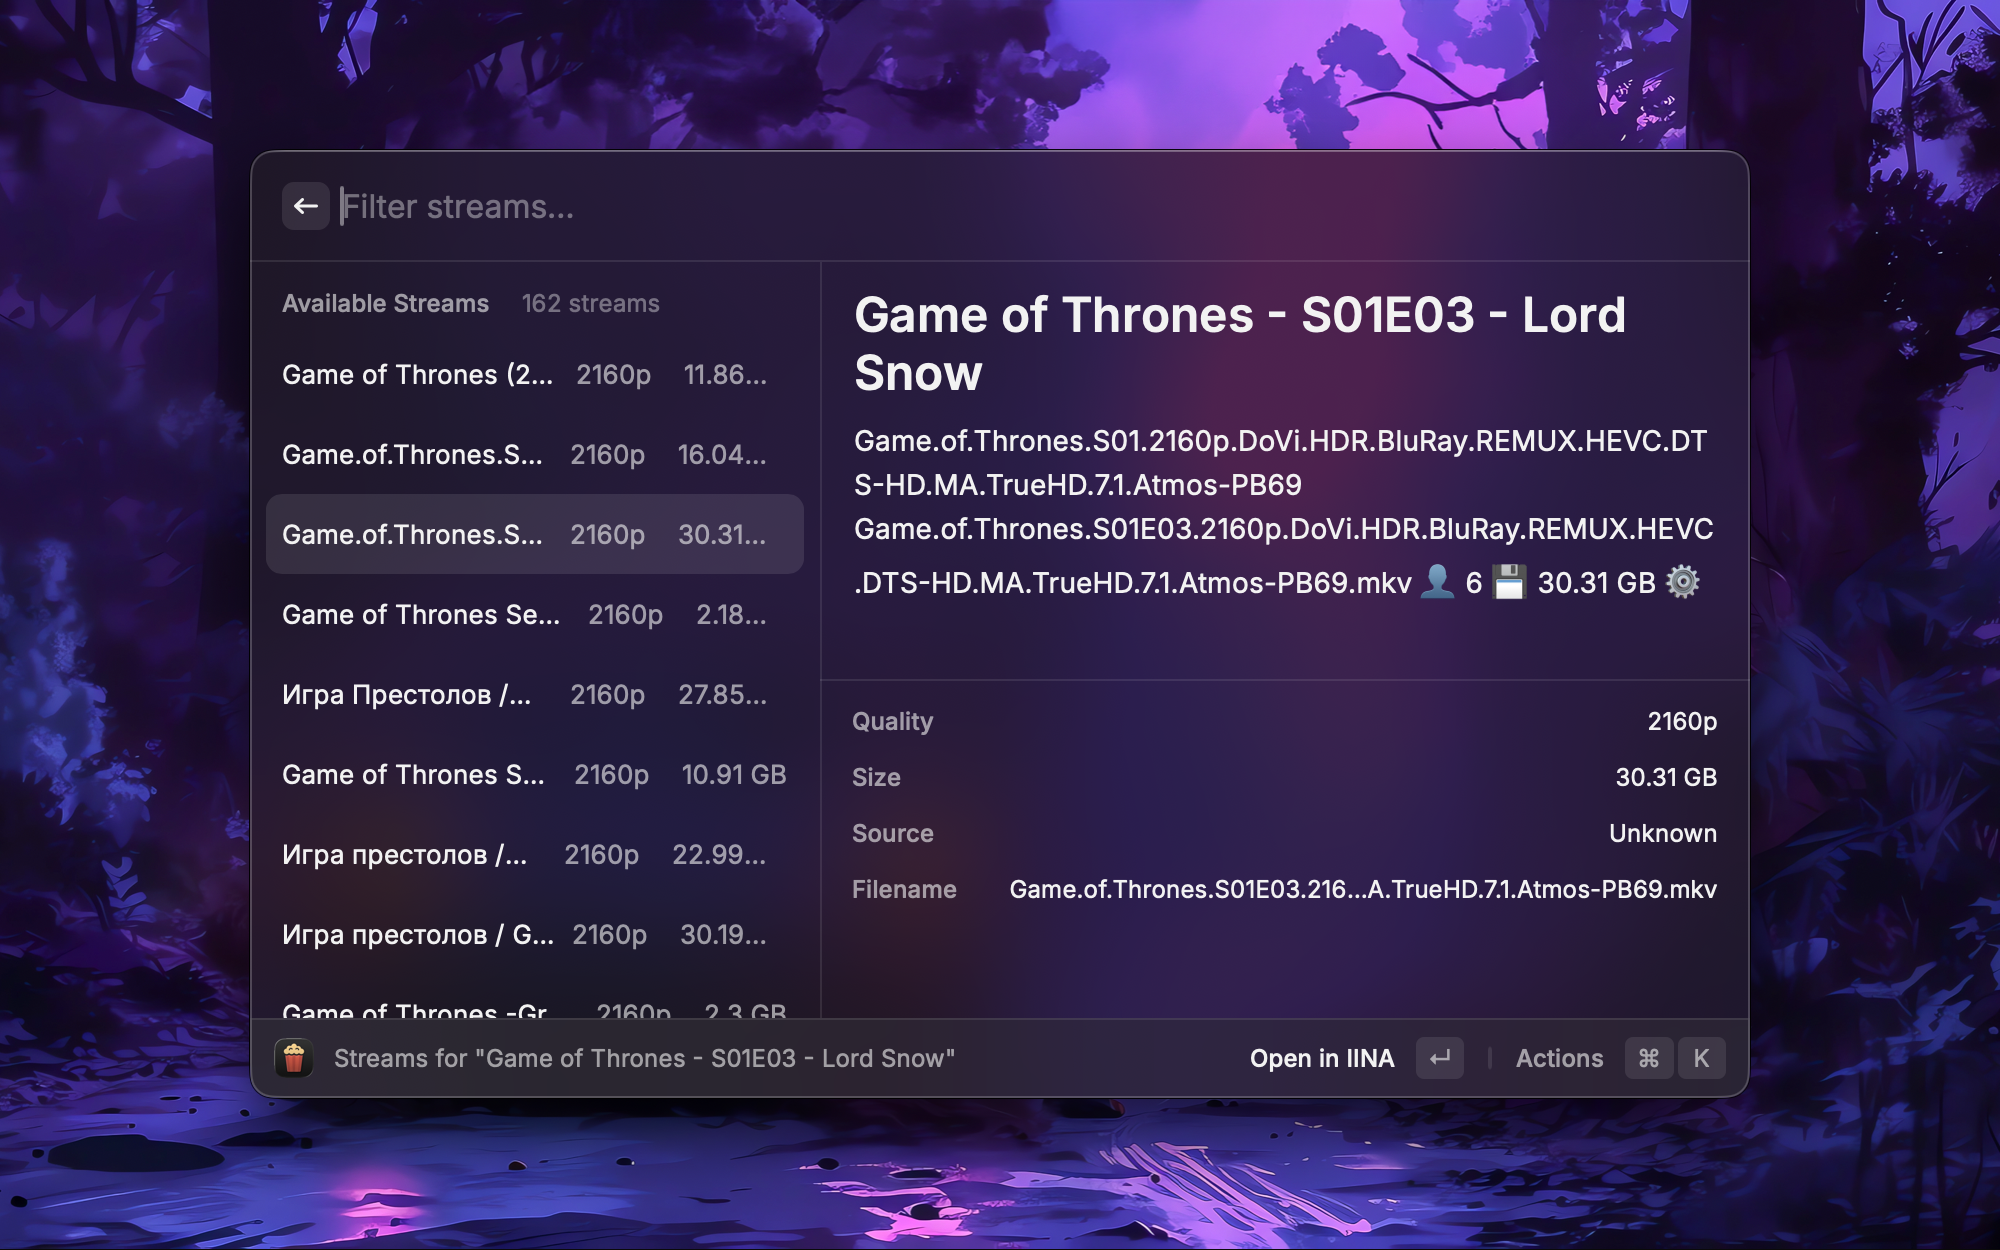 Filter streams...
Available Streams 162 streams
Game of Thrones (2... 2160p 11.86...
Game.of.Thrones.S... 2160p 16.04...
Game.of.Thrones.S... 2160p 30.31...
Game of Thrones Se... 2160p 2.18...
Игра Престолов /... 2160p 27.85...
Game of Thrones S... 2160p 10.91 GB
Игра престолов /... 2160p 22.99...
Игра престолов / G... 2160p 30.19...
Game of Thrones -Gr... 2160p 2.3 GB
Game of Thrones - S01E03 - Lord
Snow
Game.of.Thrones.S01.2160p.DoVi.HDR.BluRay.REMUX.HEVC.DT
S-HD.MA.TrueHD.7.1.Atmos-PB69
Game.of.Thrones.S01E03.2160p.DoVi.HDR.BluRay.REMUX.HEVC
.DTS-HD.MA.TrueHD.7.1.Atmos-PB69.mkv 👤 6 💾 30.31 GB ⚙️
Quality 2160p
Size 30.31 GB
Source Unknown
Filename Game.of.Thrones.S01E03.216...A.TrueHD.7.1.Atmos-PB69.mkv
Streams for "Game of Thrones - S01E03 - Lord Snow" Open in IINA ↵ Actions ⌘ K